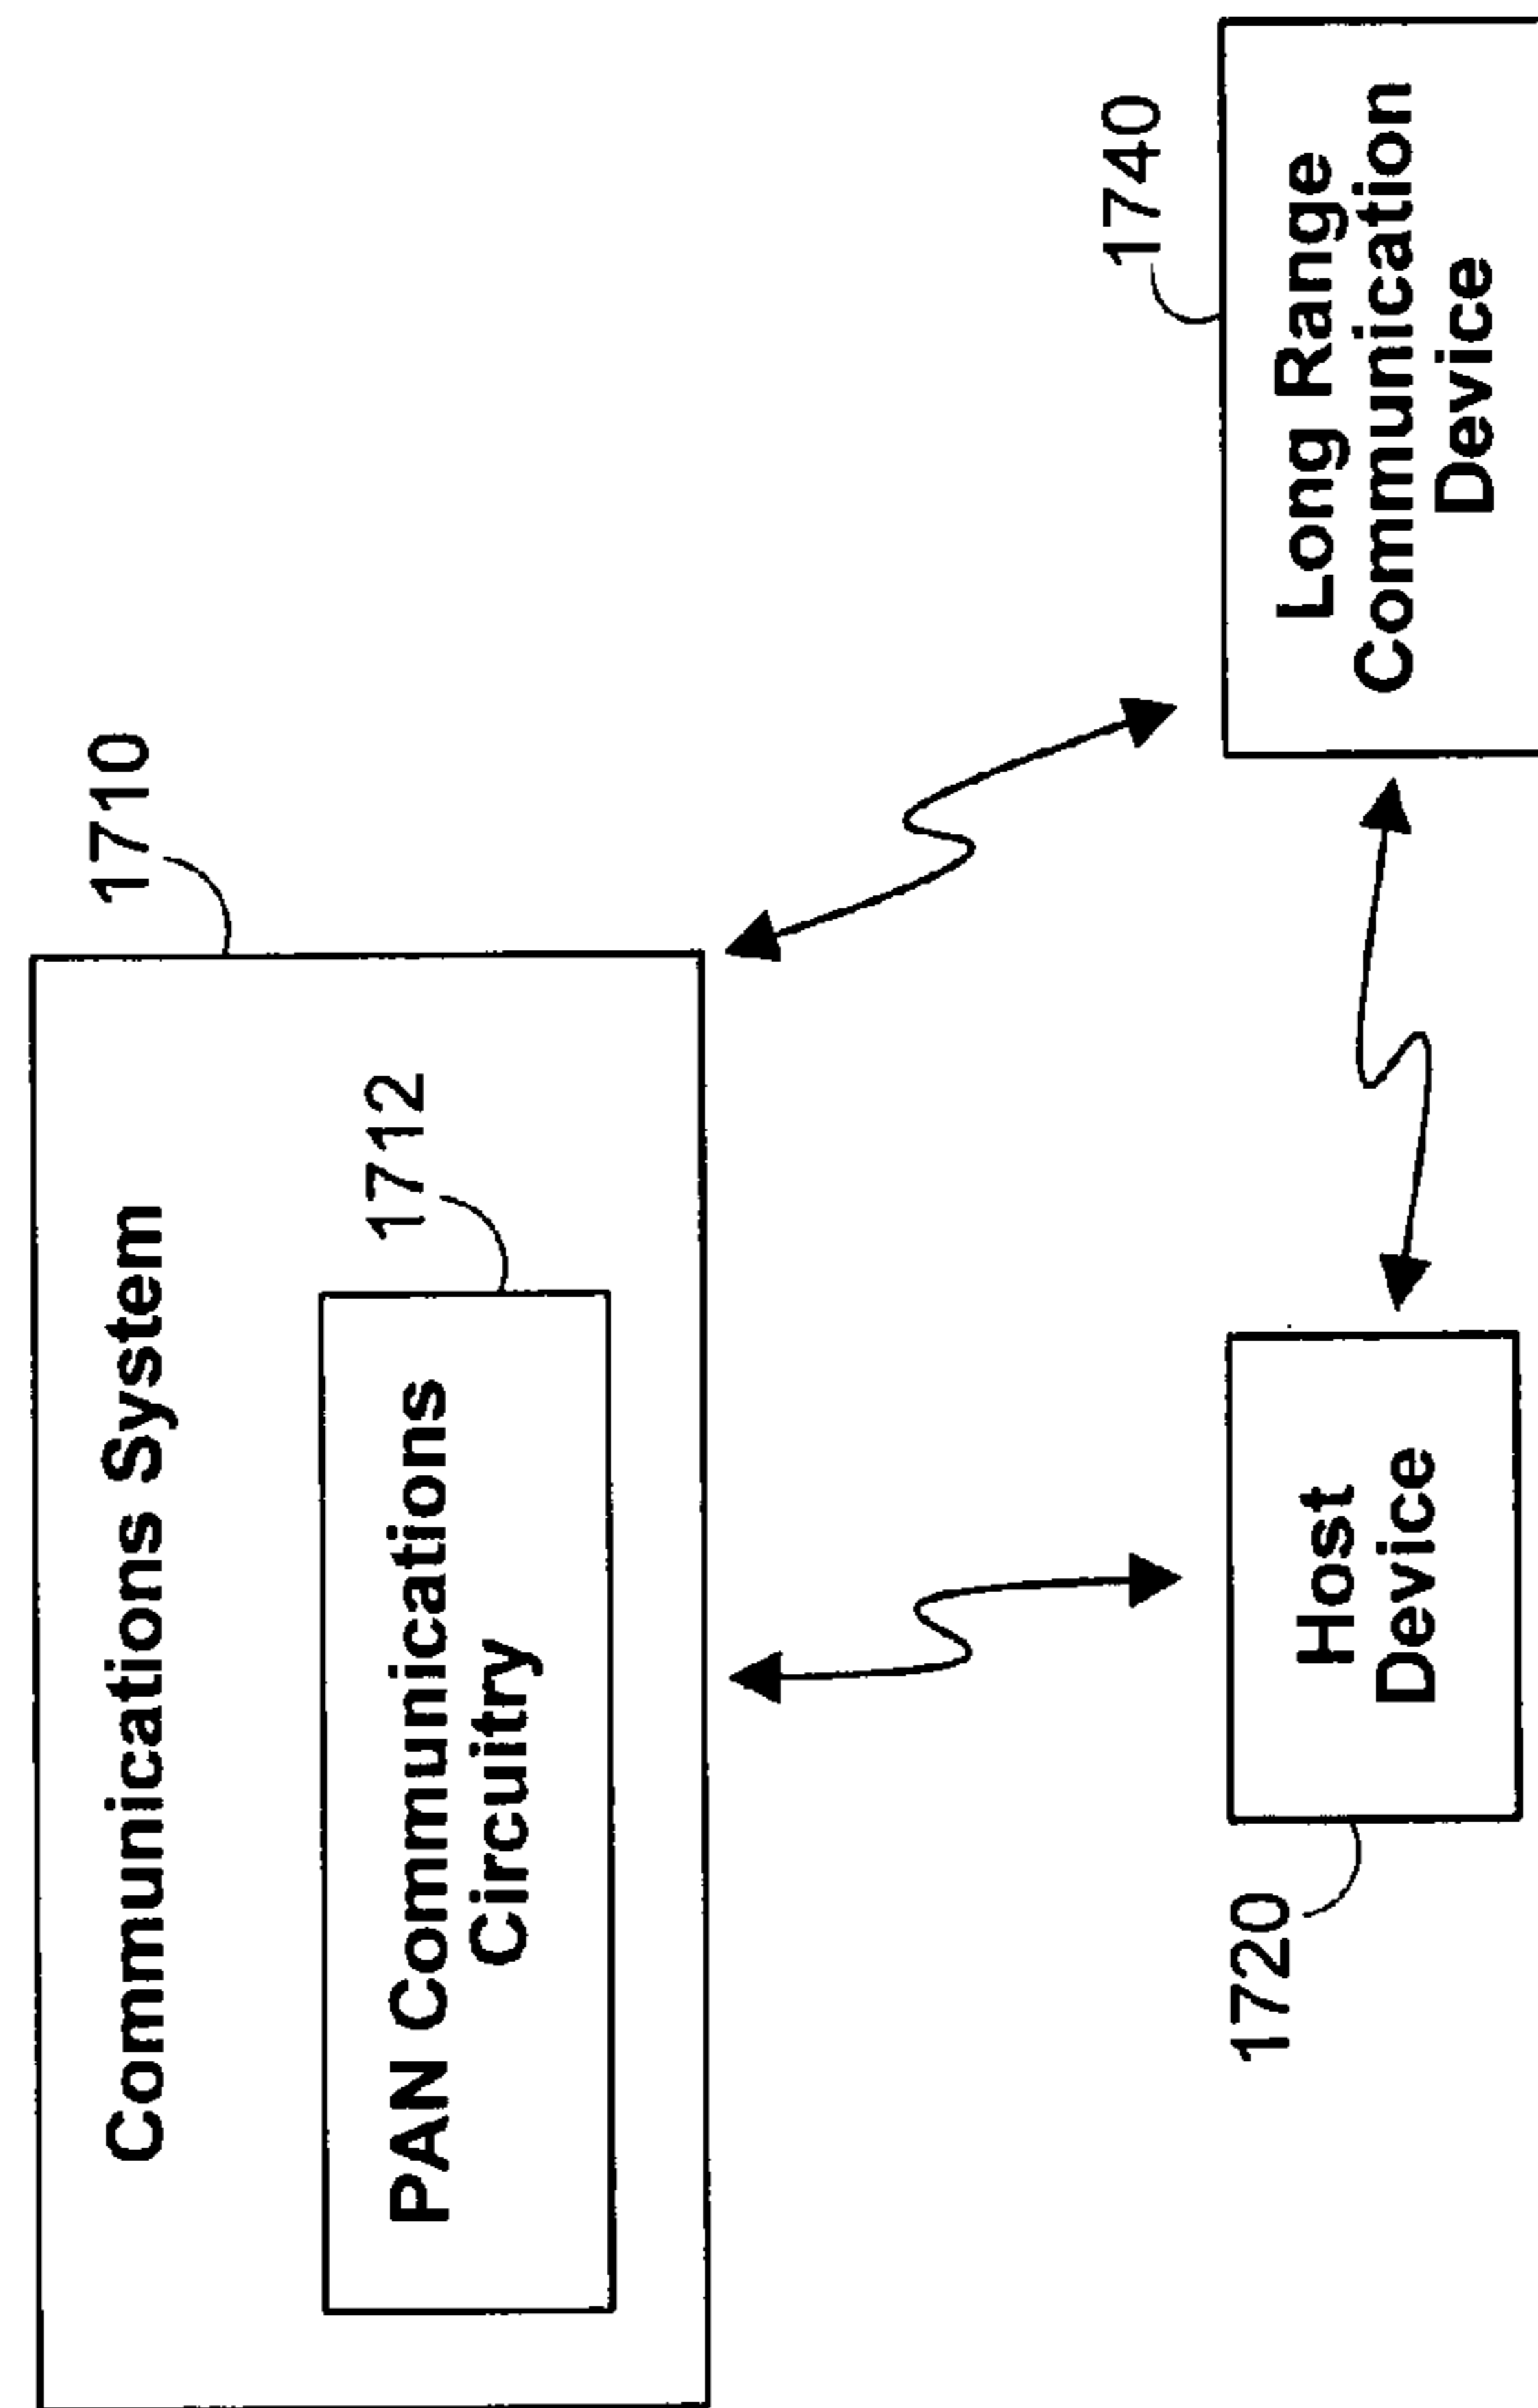 1710
Communications System
1712
PAN Communications
Circuitry
1740
Long Range
Communication
Device
Host
Device
1720